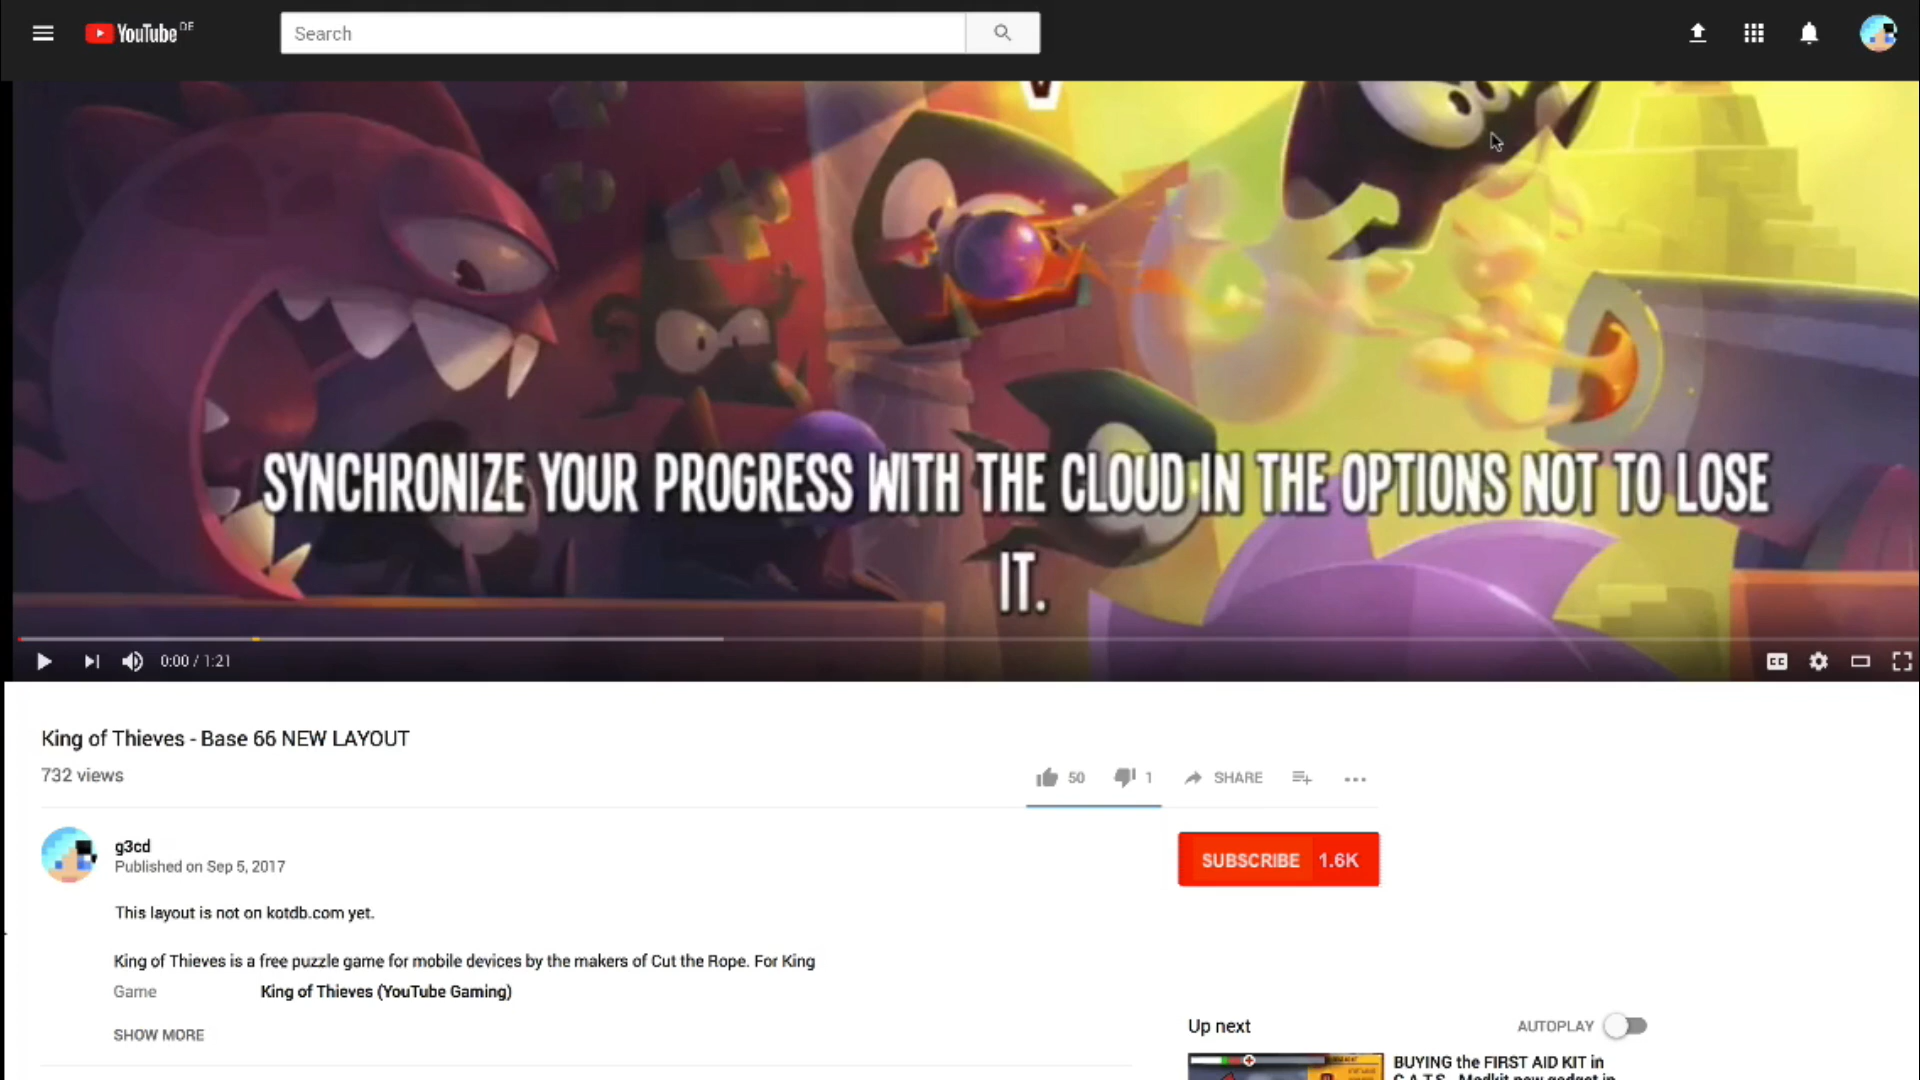 YouTube DE
Search
SYNCHRONIZE YOUR PROGRESS WITH THE CLOUD IN THE OPTIONS NOT TO LOSE
IT.
0:00 / 1:21
CC
King of Thieves - Base 66 NEW LAYOUT
732 views
50
1
SHARE
g3cd
Published on Sep 5, 2017
SUBSCRIBE 1.6K
This layout is not on kotdb.com yet.
King of Thieves is a free puzzle game for mobile devices by the makers of Cut the Rope. For King
Game King of Thieves (YouTube Gaming)
SHOW MORE
Up next
AUTOPLAY
BUYING the FIRST AID KIT in